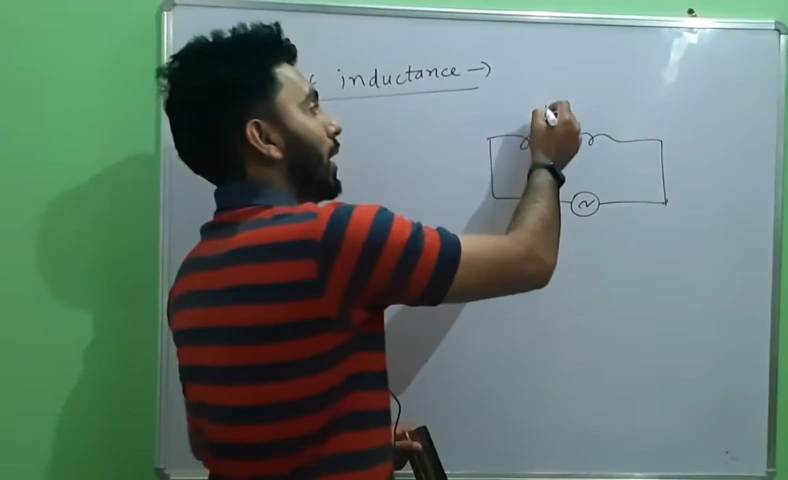 inductance →
~